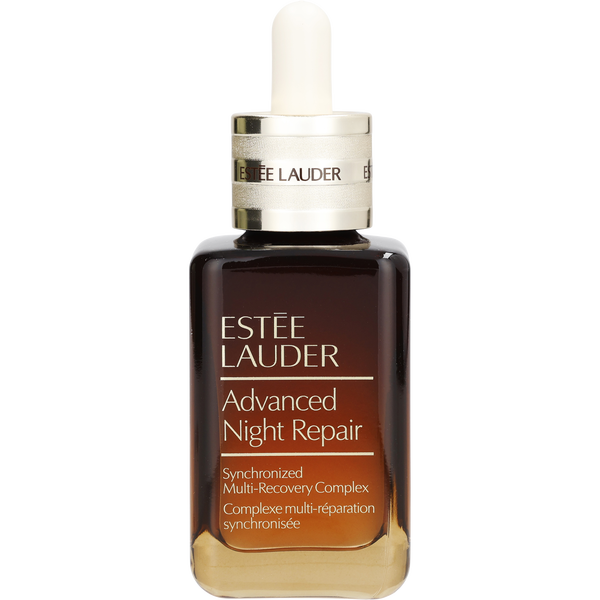 ESTĒE LAUDER
ESTĒE
LAUDER
Advanced
Night Repair
Synchronized
Multi-Recovery Complex
Complexe multi-réparation
synchronisée